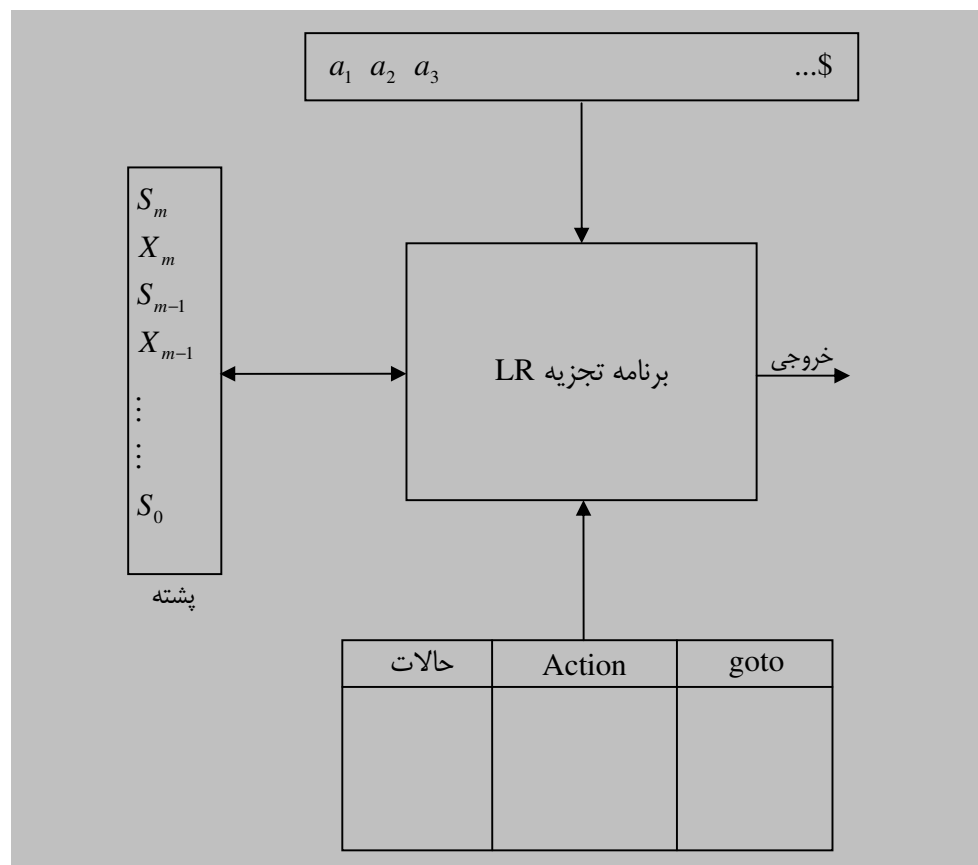 a₁ a₂ a₃ ...$
Sₘ
Xₘ
Sₘ₋₁
Xₘ₋₁
⋮
⋮
S₀
پشته
برنامه تجزیه LR
خروجی
حالات Action goto